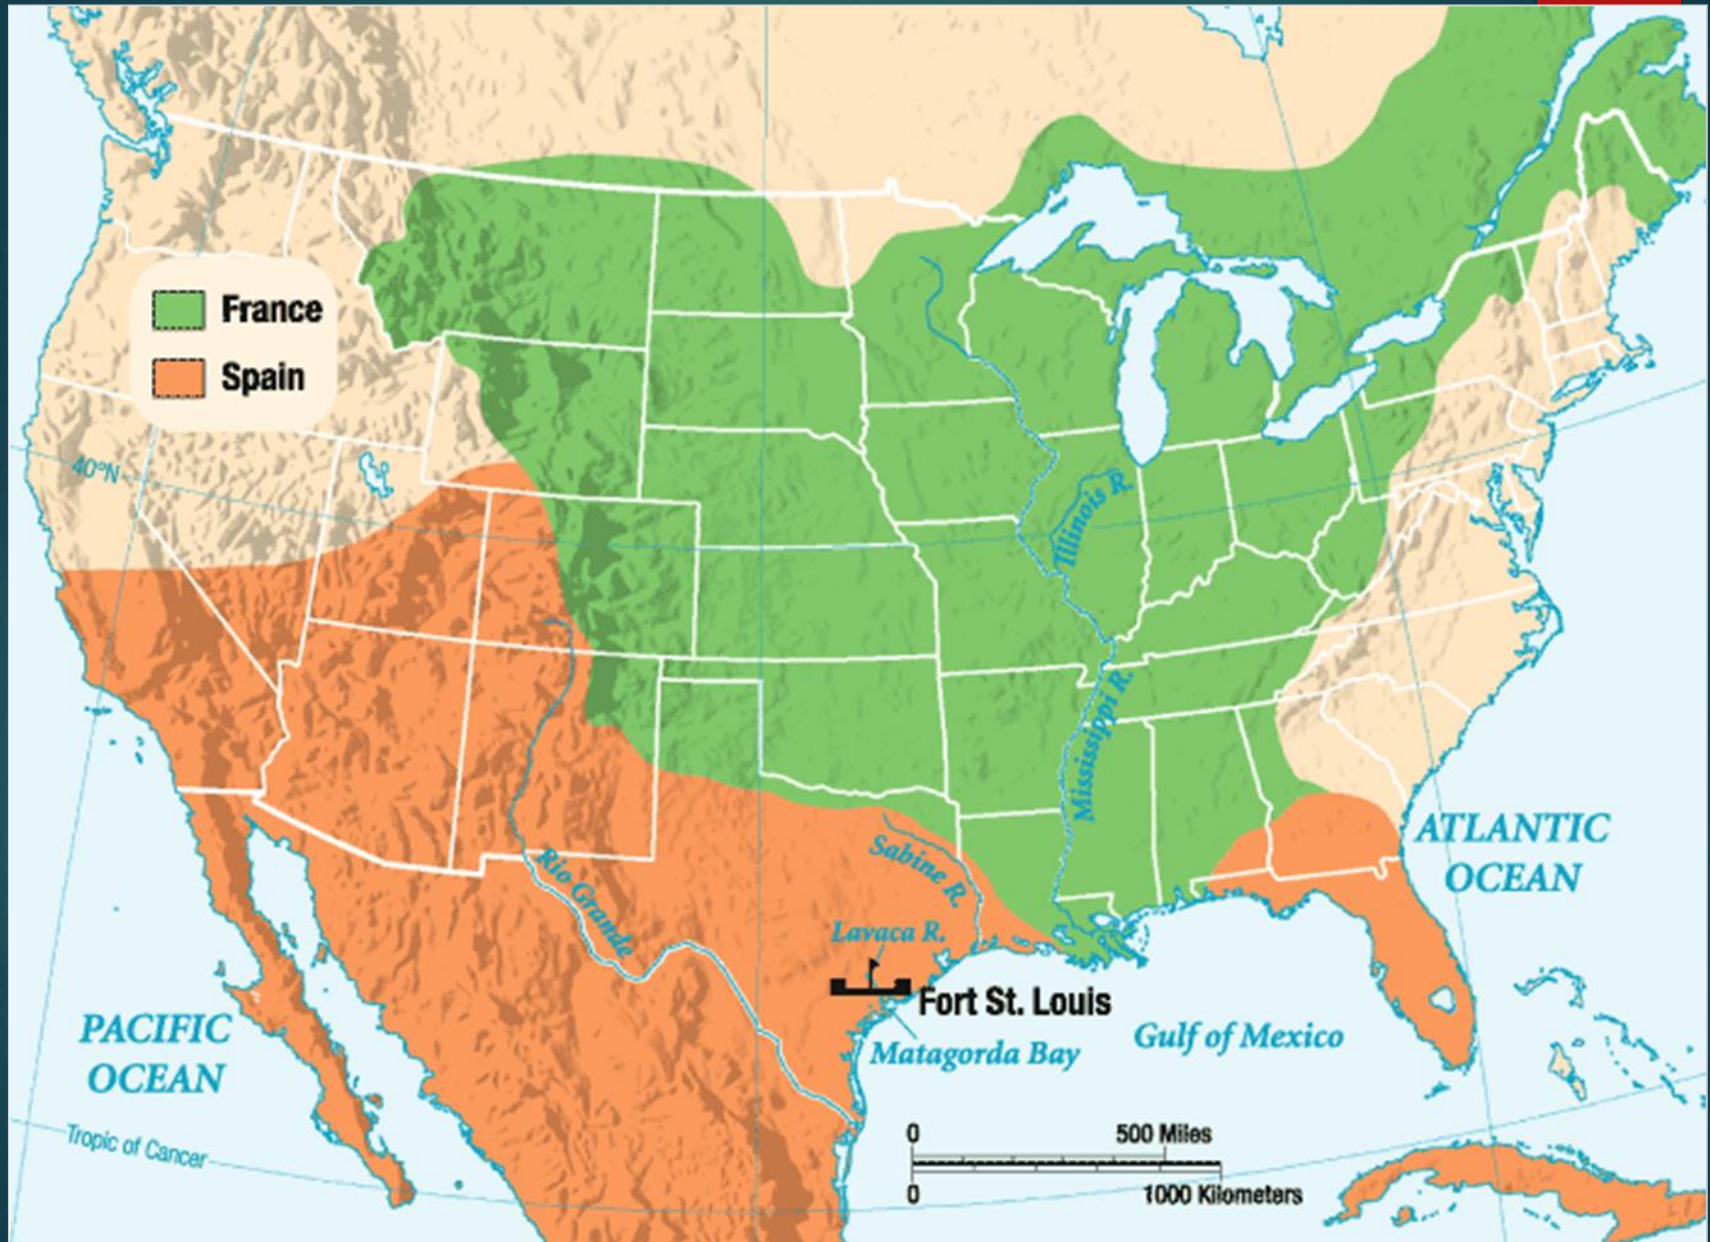 France
Spain
40°N
Illinois R.
Mississippi R.
ATLANTIC
OCEAN
Sabine R.
Rio Grande
Lavaca R.
Fort St. Louis
PACIFIC
OCEAN
Matagorda Bay
Gulf of Mexico
Tropic of Cancer
0 500 Miles
0 1000 Kilometers